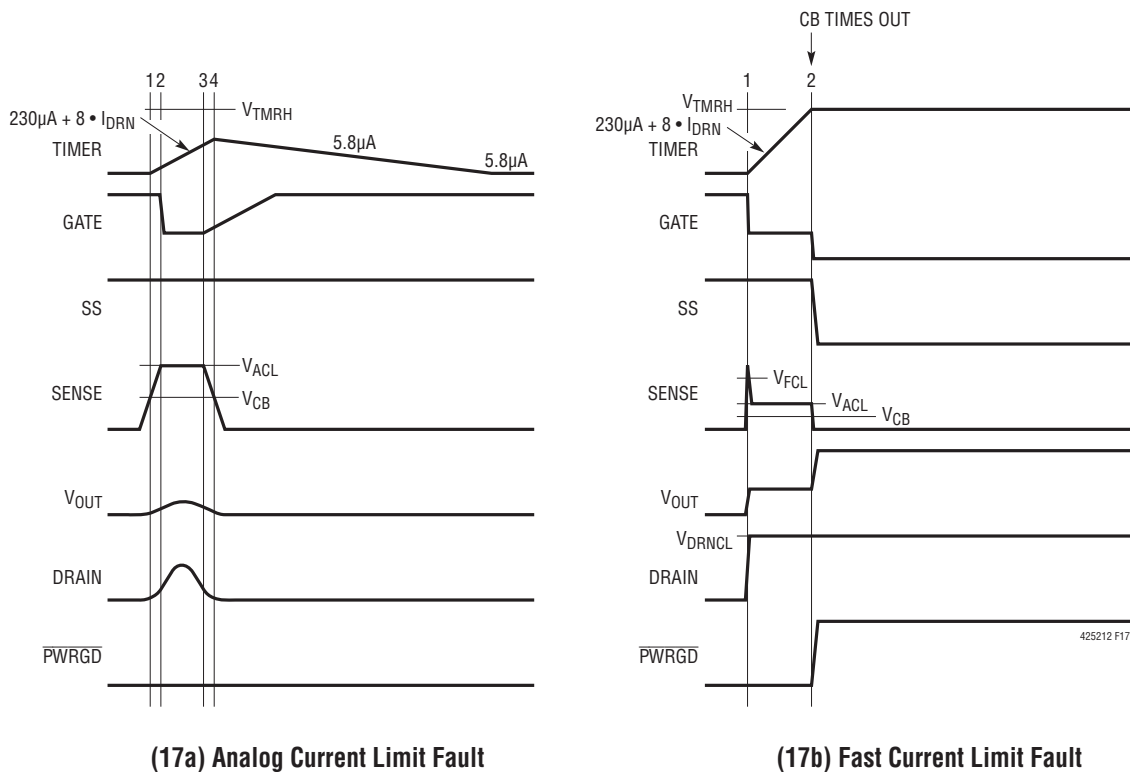 CB TIMES OUT
1 2 3 4
V_TMRH
230µA + 8 • I_DRN
TIMER
5.8µA
5.8µA
GATE
SS
V_ACL
SENSE
V_CB
V_OUT
DRAIN
PWRGD
(17a) Analog Current Limit Fault
1 2
V_TMRH
230µA + 8 • I_DRN
TIMER
GATE
SS
V_FCL
SENSE
V_ACL
V_CB
V_OUT
V_DRNCL
DRAIN
PWRGD
425212 F17
(17b) Fast Current Limit Fault